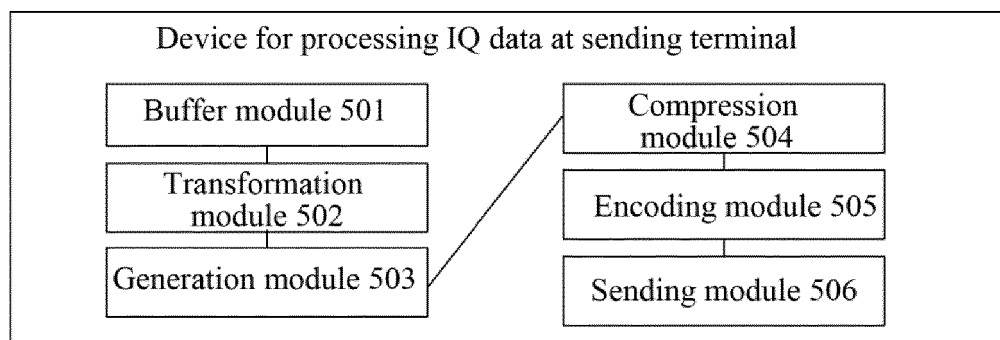 Device for processing IQ data at sending terminal
Buffer module 501
Transformation
module 502
Generation module 503
Compression
module 504
Encoding module 505
Sending module 506